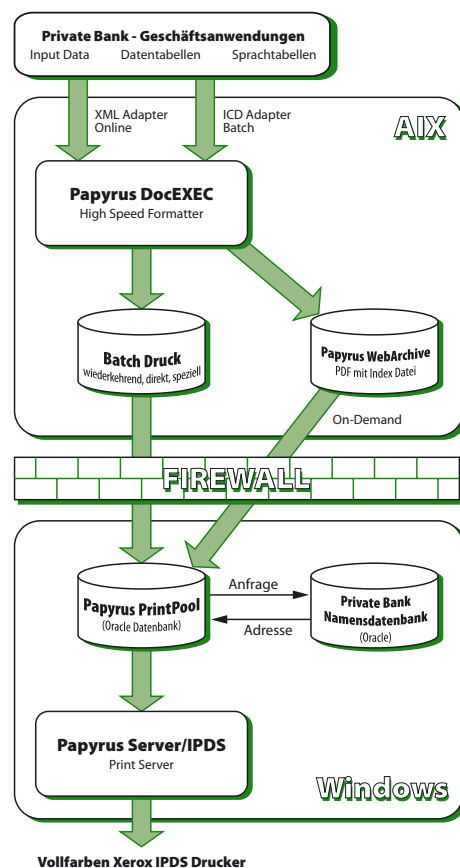 Private Bank - Geschäftsanwendungen
Input Data Datentabellen Sprachtabellen
XML Adapter
Online
ICD Adapter
Batch
AIX
Papyrus DocEXEC
High Speed Formatter
Batch Druck
wiederkehrend, direkt, speziell
Papyrus WebArchive
PDF mit Index Datei
On-Demand
FIREWALL
Papyrus PrintPool
(Oracle Datenbank)
Anfrage
Adresse
Private Bank
Namensdatenbank
(Oracle)
Papyrus Server/IPDS
Print Server
Windows
Vollfarben Xerox IPDS Drucker